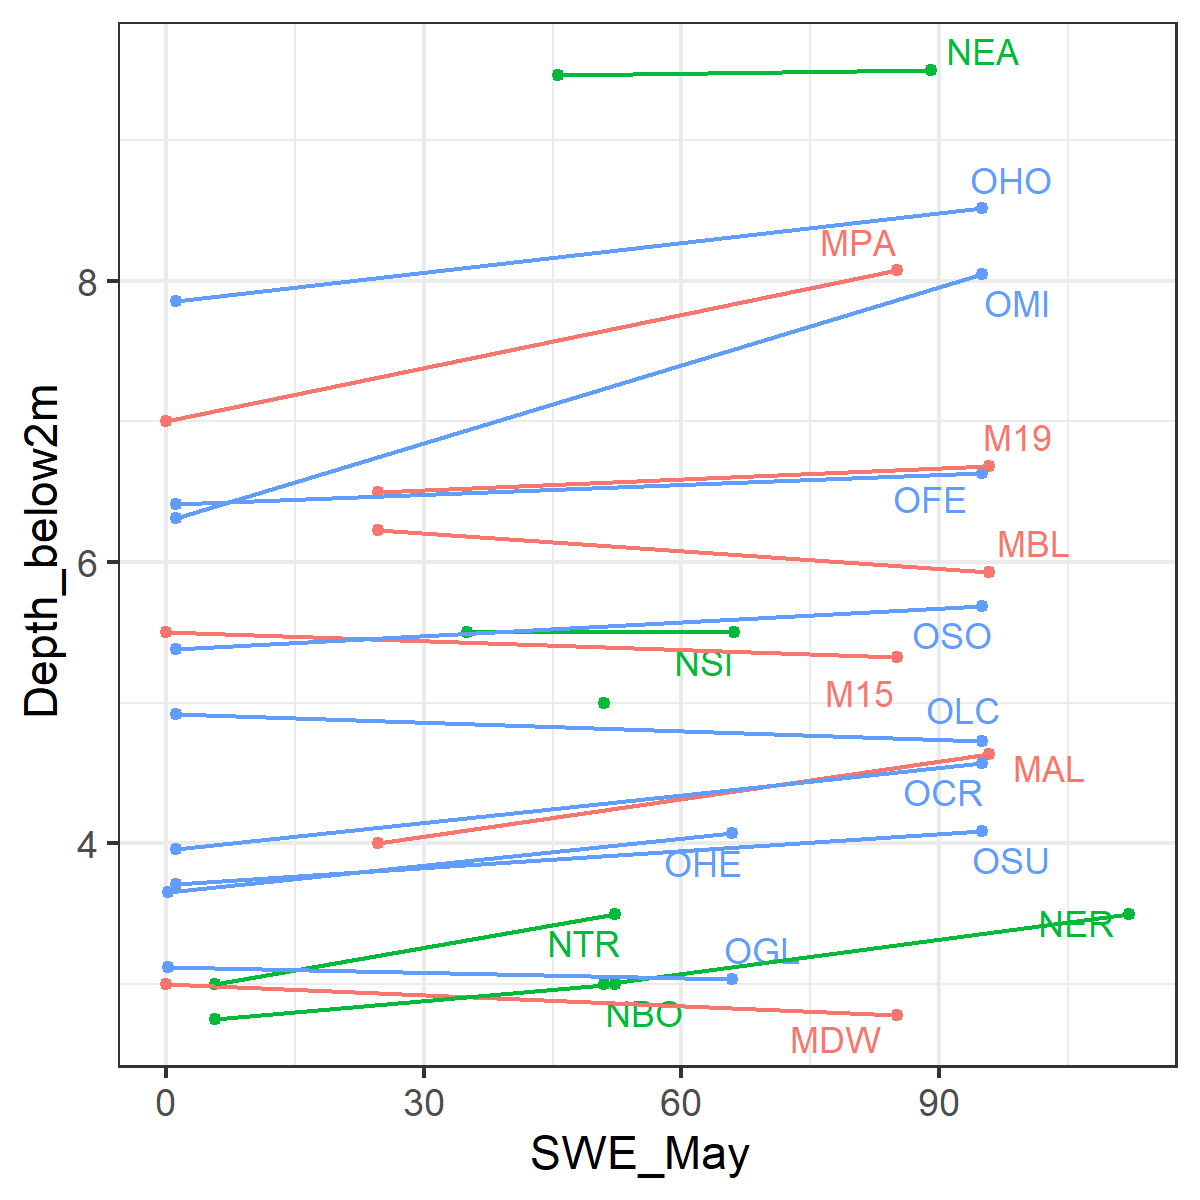 NEA
OHO
MPA
OMI
M19
OFE
MBL
OSO
NSI
M15
OLC
MAL
OCR
OHE
OSU
NER
NTR
OGL
NBO
MDW
8
6
4
Depth_below2m
0 30 60 90
SWE_May